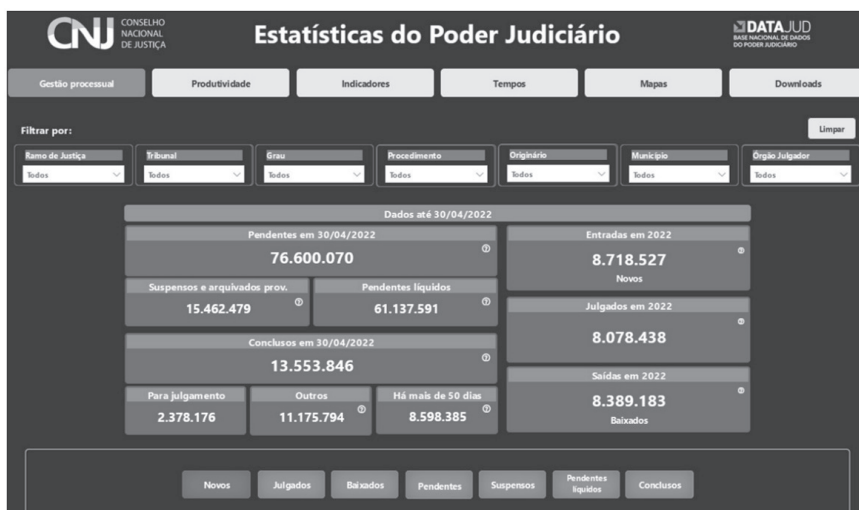 CNJ CONSELHO NACIONAL DE JUSTIÇA
Estatísticas do Poder Judiciário
DATAJUD
BASE NACIONAL DE DADOS
DO PODER JUDICIÁRIO
Gestão processual Produtividade Indicadores Tempos Mapas Downloads
Filtrar por: Limpar
Ramo de Justiça Tribunal Grau Procedimento Originário Município Órgão Julgador
Todos Todos Todos Todos Todos Todos Todos
Dados até 30/04/2022
Pendentes em 30/04/2022
76.600.070
Suspensos e arquivados prov.
15.462.479
Pendentes líquidos
61.137.591
Conclusos em 30/04/2022
13.553.846
Para julgamento
2.378.176
Outros
11.175.794
Há mais de 50 dias
8.598.385
Entradas em 2022
8.718.527
Novos
Julgados em 2022
8.078.438
Saídas em 2022
8.389.183
Baixados
Novos Julgados Baixados Pendentes Suspensos Pendentes líquidos Conclusos